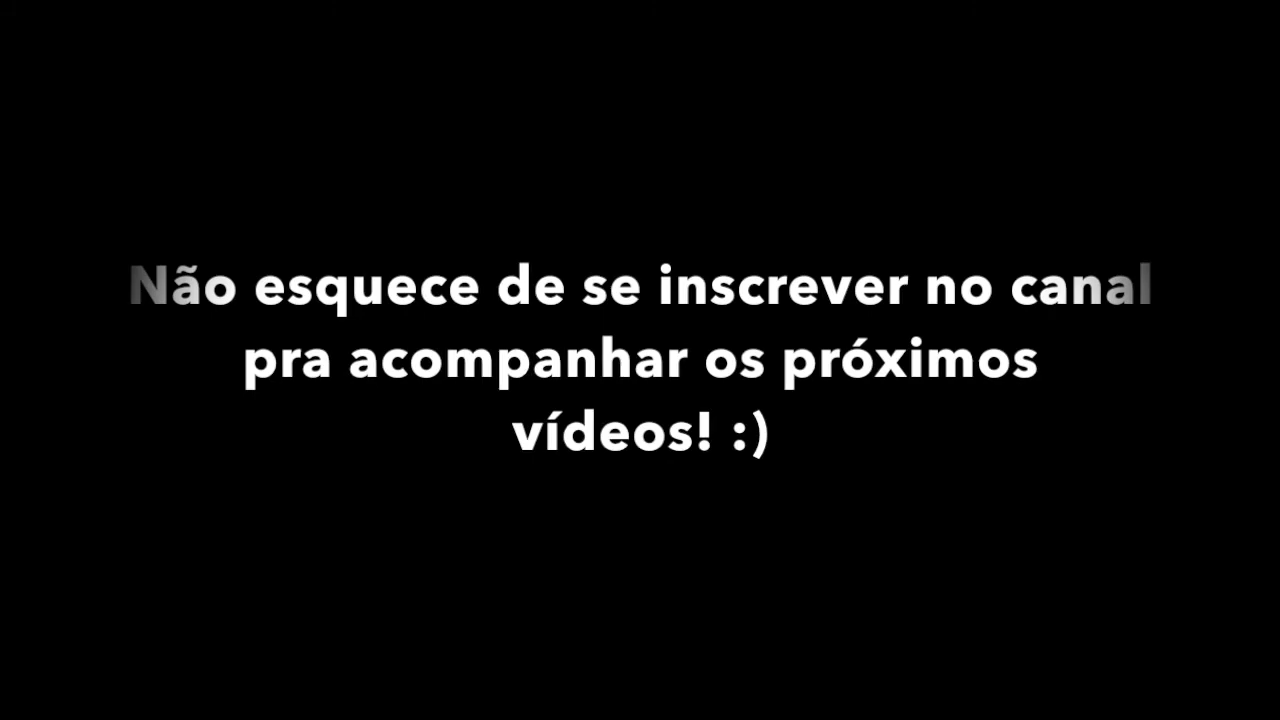 Não esquece de se inscrever no canal
pra acompanhar os próximos
vídeos! :)